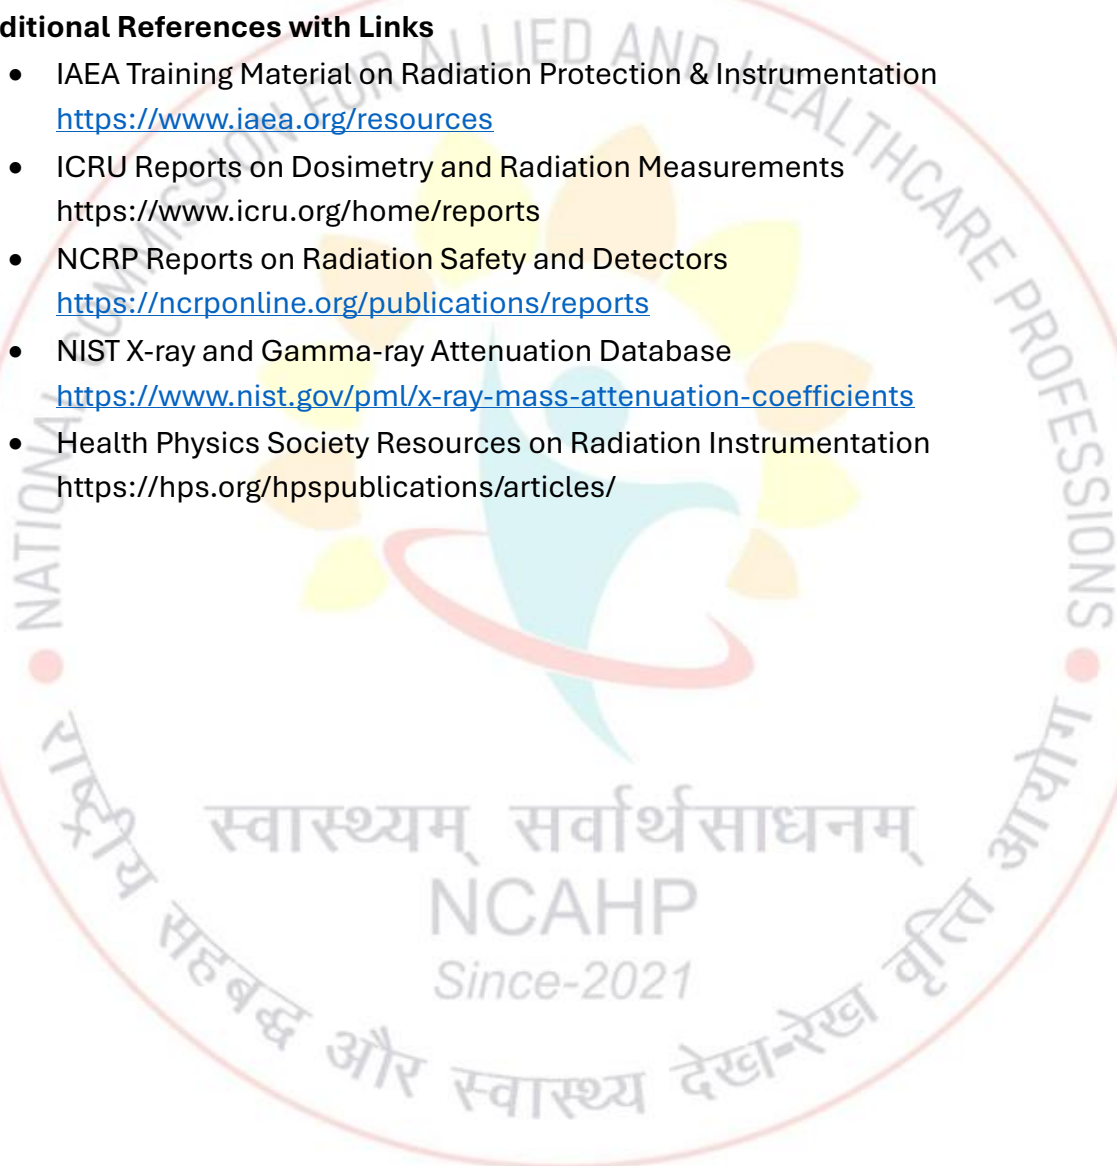 ditional References with Links
• IAEA Training Material on Radiation Protection & Instrumentation
https://www.iaea.org/resources
• ICRU Reports on Dosimetry and Radiation Measurements
https://www.icru.org/home/reports
• NCRP Reports on Radiation Safety and Detectors
https://ncrponline.org/publications/reports
• NIST X-ray and Gamma-ray Attenuation Database
https://www.nist.gov/pml/x-ray-mass-attenuation-coefficients
• Health Physics Society Resources on Radiation Instrumentation
https://hps.org/hpspublications/articles/
NATIONAL COMMISSION FOR ALLIED AND HEALTHCARE PROFESSIONS
स्वास्थ्यम् सर्वार्थसाधनम्
NCAHP
Since-2021
राष्ट्रीय सहबद्ध और स्वास्थ्य देख-रेख वृत्ति आयोग